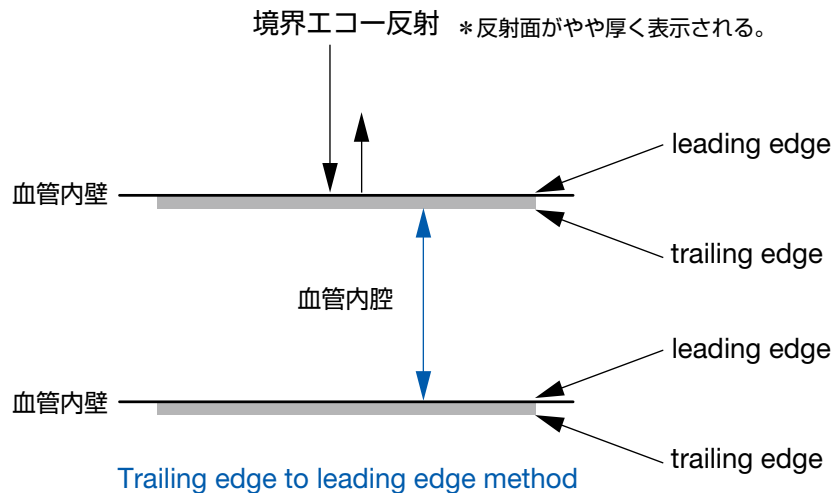 境界エコー反射 *反射面がやや厚く表示される。
leading edge
血管内壁
trailing edge
血管内腔
leading edge
血管内壁
trailing edge
Trailing edge to leading edge method